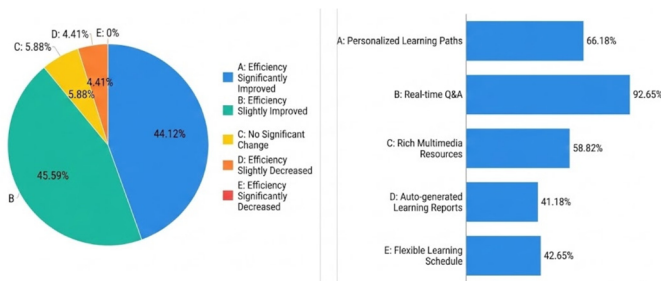 D: 4.41%
E: 0%
C: 5.88%
4.41%
5.88%
44.12%
45.59%
B
A: Efficiency
Significantly
Improved
B: Efficiency
Slightly Improved
C: No Significant
Change
D: Efficiency
Slightly Decreased
E: Efficiency
Significantly
Decreased
A: Personalized Learning Paths
66.18%
B: Real-time Q&A
92.65%
C: Rich Multimedia
Resources
58.82%
D: Auto-generated
Learning Reports
41.18%
E: Flexible Learning
Schedule
42.65%